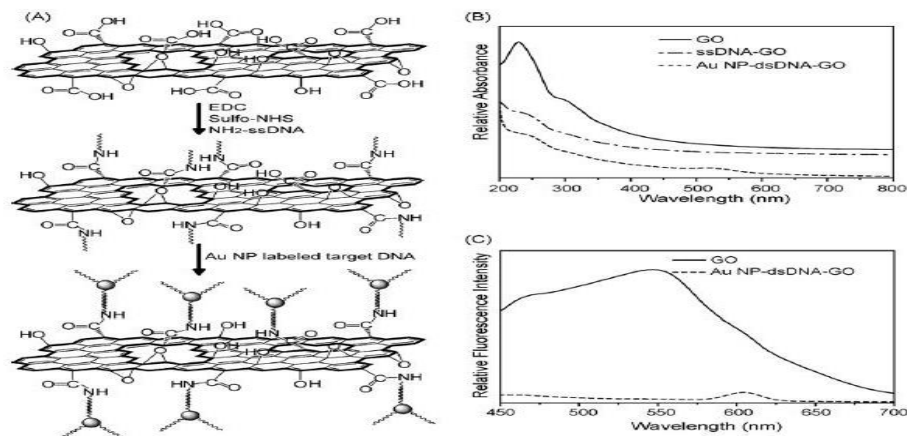 (A)
OH
O
OH
O
OH
OH
O
HO
O
OH
HO
O
O
O
O
OH
O
OH
HO
O
OH
O
OH
EDC
Sulfo-NHS
NH2-ssDNA
NH
O
NH
O
HN
O
NH
O
HO
O
OH
HO
O
O
O
NH
HN
O
OH
O
NH
Au NP labeled target DNA
NH
O
NH
O
HN
O
NH
O
HO
O
OH
HO
O
O
O
NH
HN
O
OH
O
NH
(B)
Relative Absorbance
GO
ssDNA-GO
Au NP-dsDNA-GO
200 300 400 500 600 700 800
Wavelength (nm)
(C)
Relative Fluorescence Intensity
GO
Au NP-dsDNA-GO
450 500 550 600 650 700
Wavelength (nm)